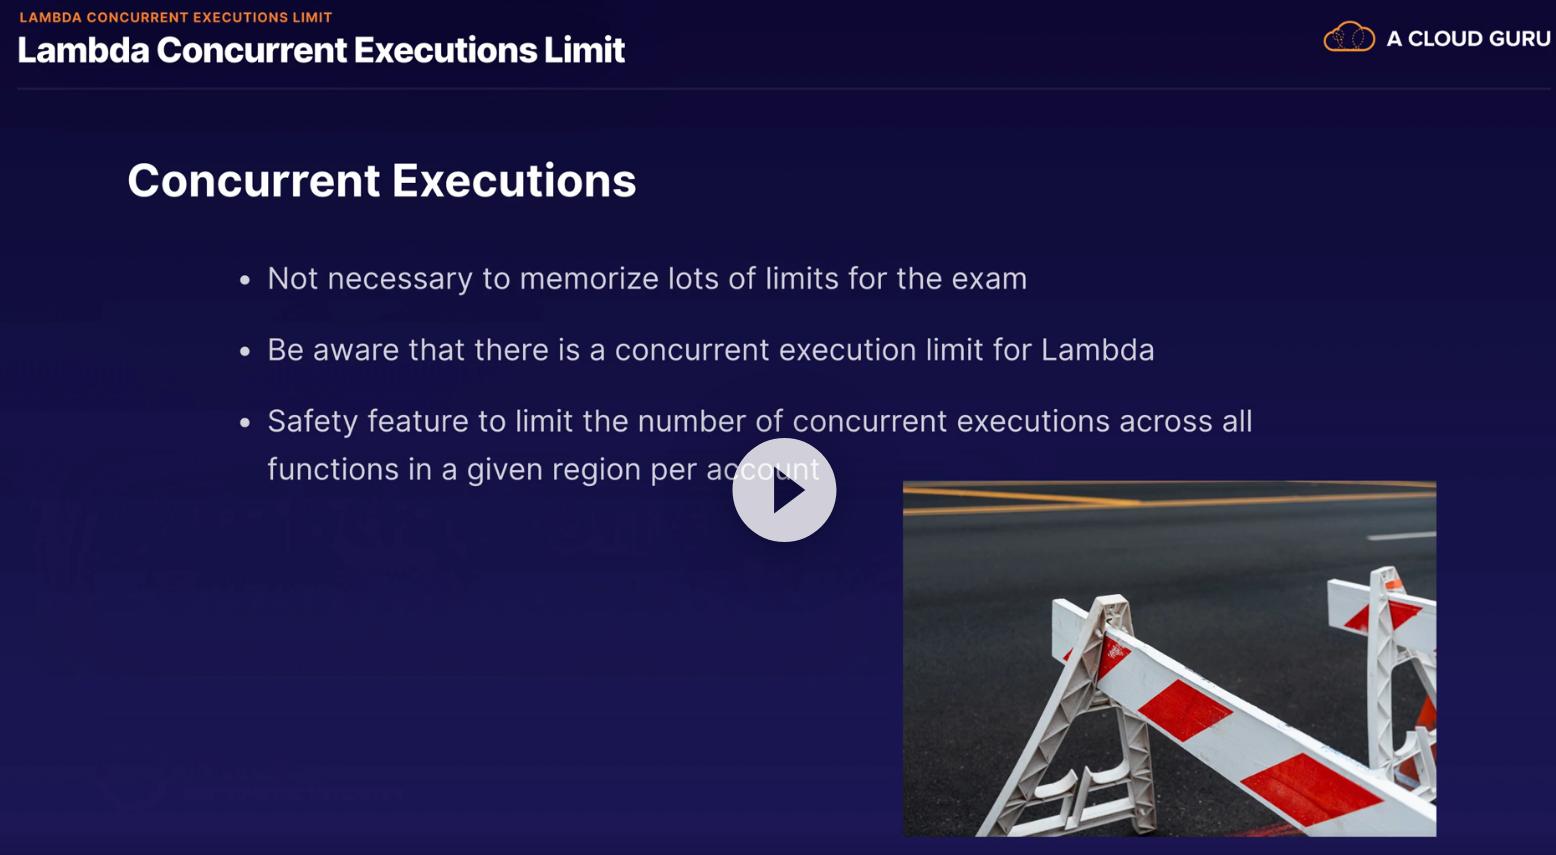 LAMBDA CONCURRENT EXECUTIONS LIMIT
Lambda Concurrent Executions Limit
A CLOUD GURU
Concurrent Executions
• Not necessary to memorize lots of limits for the exam
• Be aware that there is a concurrent execution limit for Lambda
• Safety feature to limit the number of concurrent executions across all
functions in a given region per account